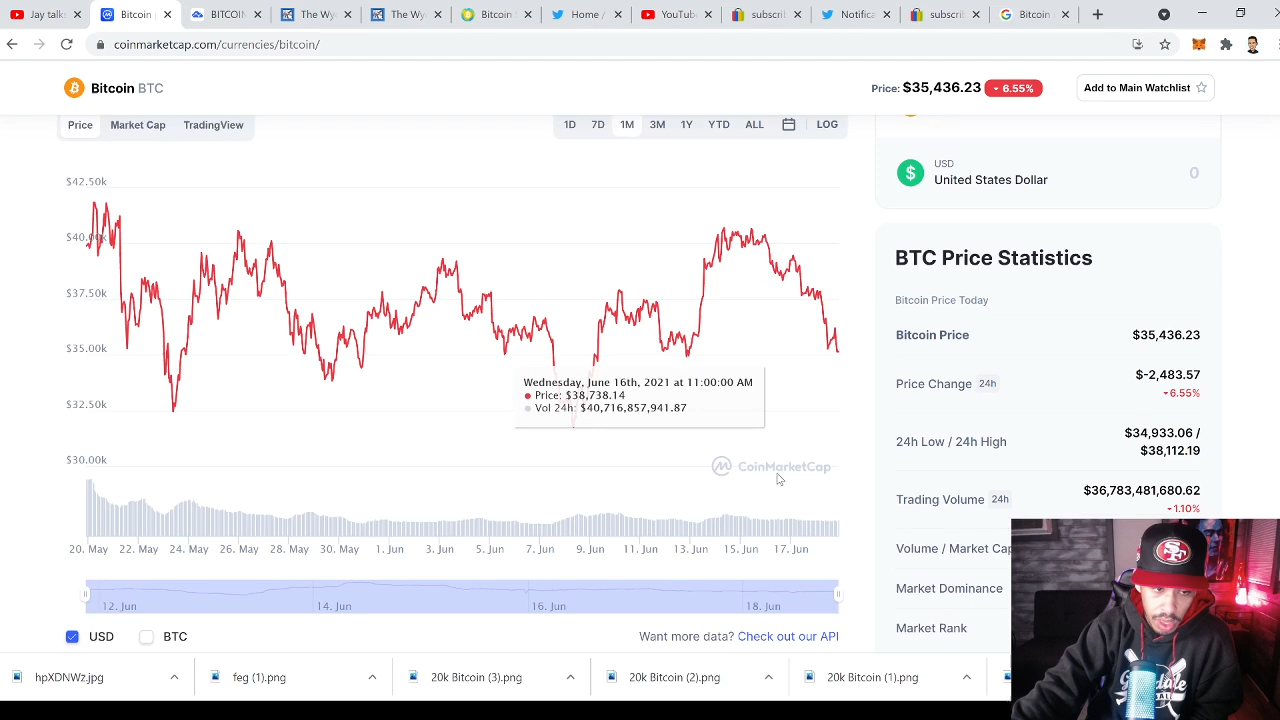 Jay talks
Bitcoin p
BITCOIN
The Wy
The Wy
Bitcoin S
Home /
YouTub
subscrib
Notifica
subscrib
Bitcoin
coinmarketcap.com/currencies/bitcoin/
Bitcoin BTC
Price: $35,436.23 6.55%
Add to Main Watchlist
Price Market Cap TradingView
1D 7D 1M 3M 1Y YTD ALL LOG
USD
United States Dollar
0
$42.50k
$40.00k
$37.50k
$35.00k
$32.50k
$30.00k
Wednesday, June 16th, 2021 at 11:00:00 AM
Price: $38,738.14
Vol 24h: $40,716,857,941.87
CoinMarketCap
20. May 22. May 24. May 26. May 28. May 30. May 1. Jun 3. Jun 5. Jun 7. Jun 9. Jun 11. Jun 13. Jun 15. Jun 17. Jun
12. Jun 14. Jun 16. Jun 18. Jun
USD BTC
Want more data? Check out our API
BTC Price Statistics
Bitcoin Price Today
Bitcoin Price $35,436.23
Price Change 24h $-2,483.57
6.55%
24h Low / 24h High $34,933.06 /
$38,112.19
Trading Volume 24h $36,783,481,680.62
1.10%
Volume / Market Cap
Market Dominance
Market Rank
hpXDNWz.jpg
feg (1).png
20k Bitcoin (3).png
20k Bitcoin (2).png
20k Bitcoin (1).png
SF